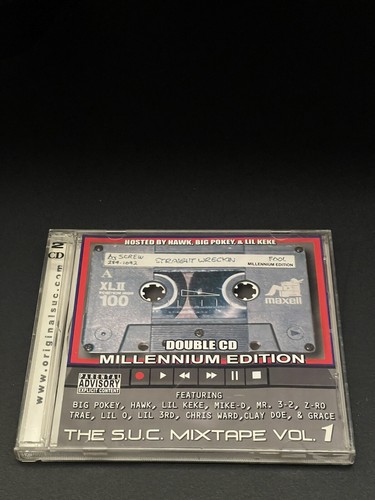 HOSTED BY HAWK, BIG POKEY, & LIL KEKE
STRAIGHT WRECKIN
MILLENNIUM EDITION
A
XLII
100
maxell
DOUBLE CD
MILLENNIUM EDITION
PARENTAL
ADVISORY
EXPLICIT CONTENT
FEATURING
BIG POKEY, HAWK, LIL KEKE, MIKE-D, MR. 3-2, Z-RO
TRAE, LIL O, LIL 3RD, CHRIS WARD, CLAY DOE, & GRACE
THE S.U.C. MIXTAPE VOL. 1
2
CD
www.originalsuc.com